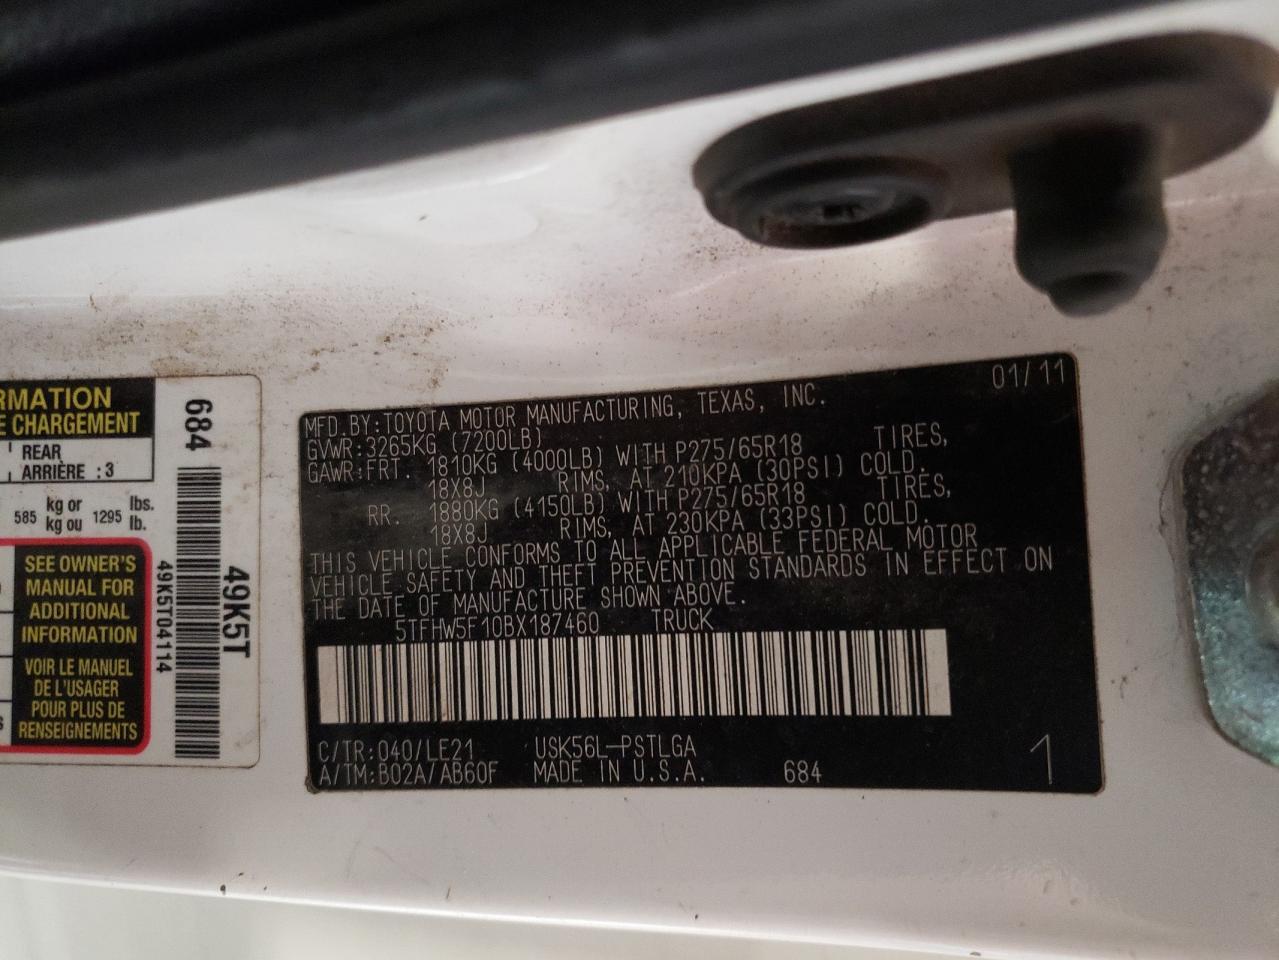 RMATION
E CHARGEMENT
REAR
ARRIÈRE : 3
585 kg or 1295 lbs.
kg ou lb.
SEE OWNER'S
MANUAL FOR
ADDITIONAL
INFORMATION
VOIR LE MANUEL
DE L'USAGER
POUR PLUS DE
RENSEIGNEMENTS
684
49K5T
49K5T04114
01/11
MFD.BY:TOYOTA MOTOR MANUFACTURING, TEXAS, INC.
GVWR:3265KG (7200LB)
GAWR:FRT. 1810KG (4000LB) WITH P275/65R18 TIRES,
18X8J RIMS, AT 210KPA (30PSI) COLD.
RR. 1880KG (4150LB) WITH P275/65R18 TIRES,
18X8J RIMS, AT 230KPA (33PSI) COLD.
THIS VEHICLE CONFORMS TO ALL APPLICABLE FEDERAL MOTOR
VEHICLE SAFETY AND THEFT PREVENTION STANDARDS IN EFFECT ON
THE DATE OF MANUFACTURE SHOWN ABOVE.
5TFHW5F10BX187460 TRUCK
C/TR:040/LE21 USK56L-PSTLGA
A/TM:B02A/AB60F MADE IN U.S.A. 684
1